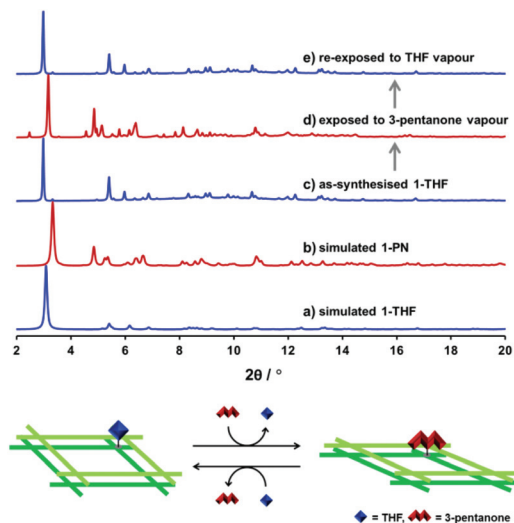 e) re-exposed to THF vapour
d) exposed to 3-pentanone vapour
c) as-synthesised 1-THF
b) simulated 1-PN
a) simulated 1-THF
2 4 6 8 10 12 14 16 18 20
2θ / °
= THF, = 3-pentanone